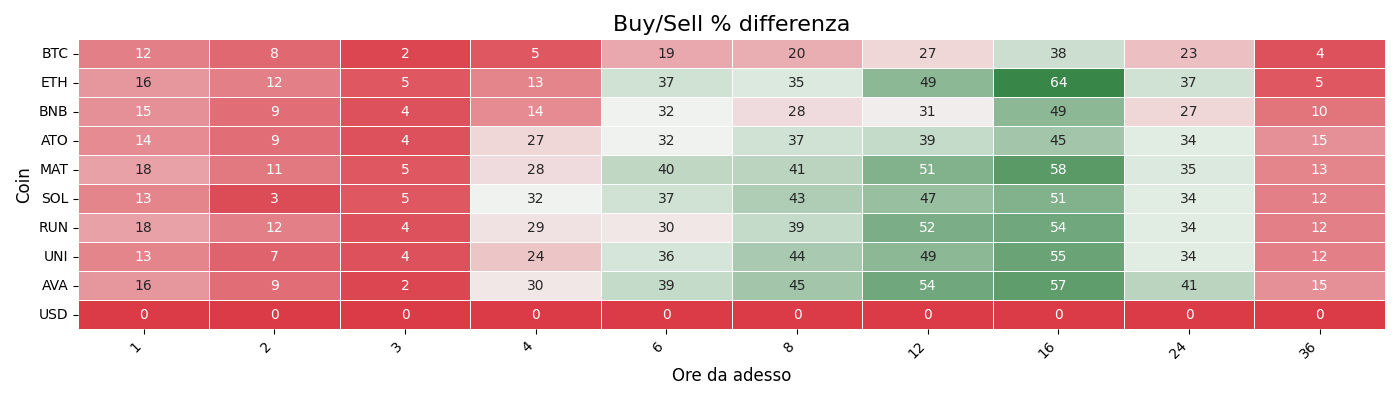 Buy/Sell % differenza
Coin
BTC 12 8 2 5 19 20 27 38 23 4
ETH 16 12 5 13 37 35 49 64 37 5
BNB 15 9 4 14 32 28 31 49 27 10
ATO 14 9 4 27 32 37 39 45 34 15
MAT 18 11 5 28 40 41 51 58 35 13
SOL 13 3 5 32 37 43 47 51 34 12
RUN 18 12 4 29 30 39 52 54 34 12
UNI 13 7 4 24 36 44 49 55 34 12
AVA 16 9 2 30 39 45 54 57 41 15
USD 0 0 0 0 0 0 0 0 0 0
1 2 3 4 6 8 12 16 24 36
Ore da adesso